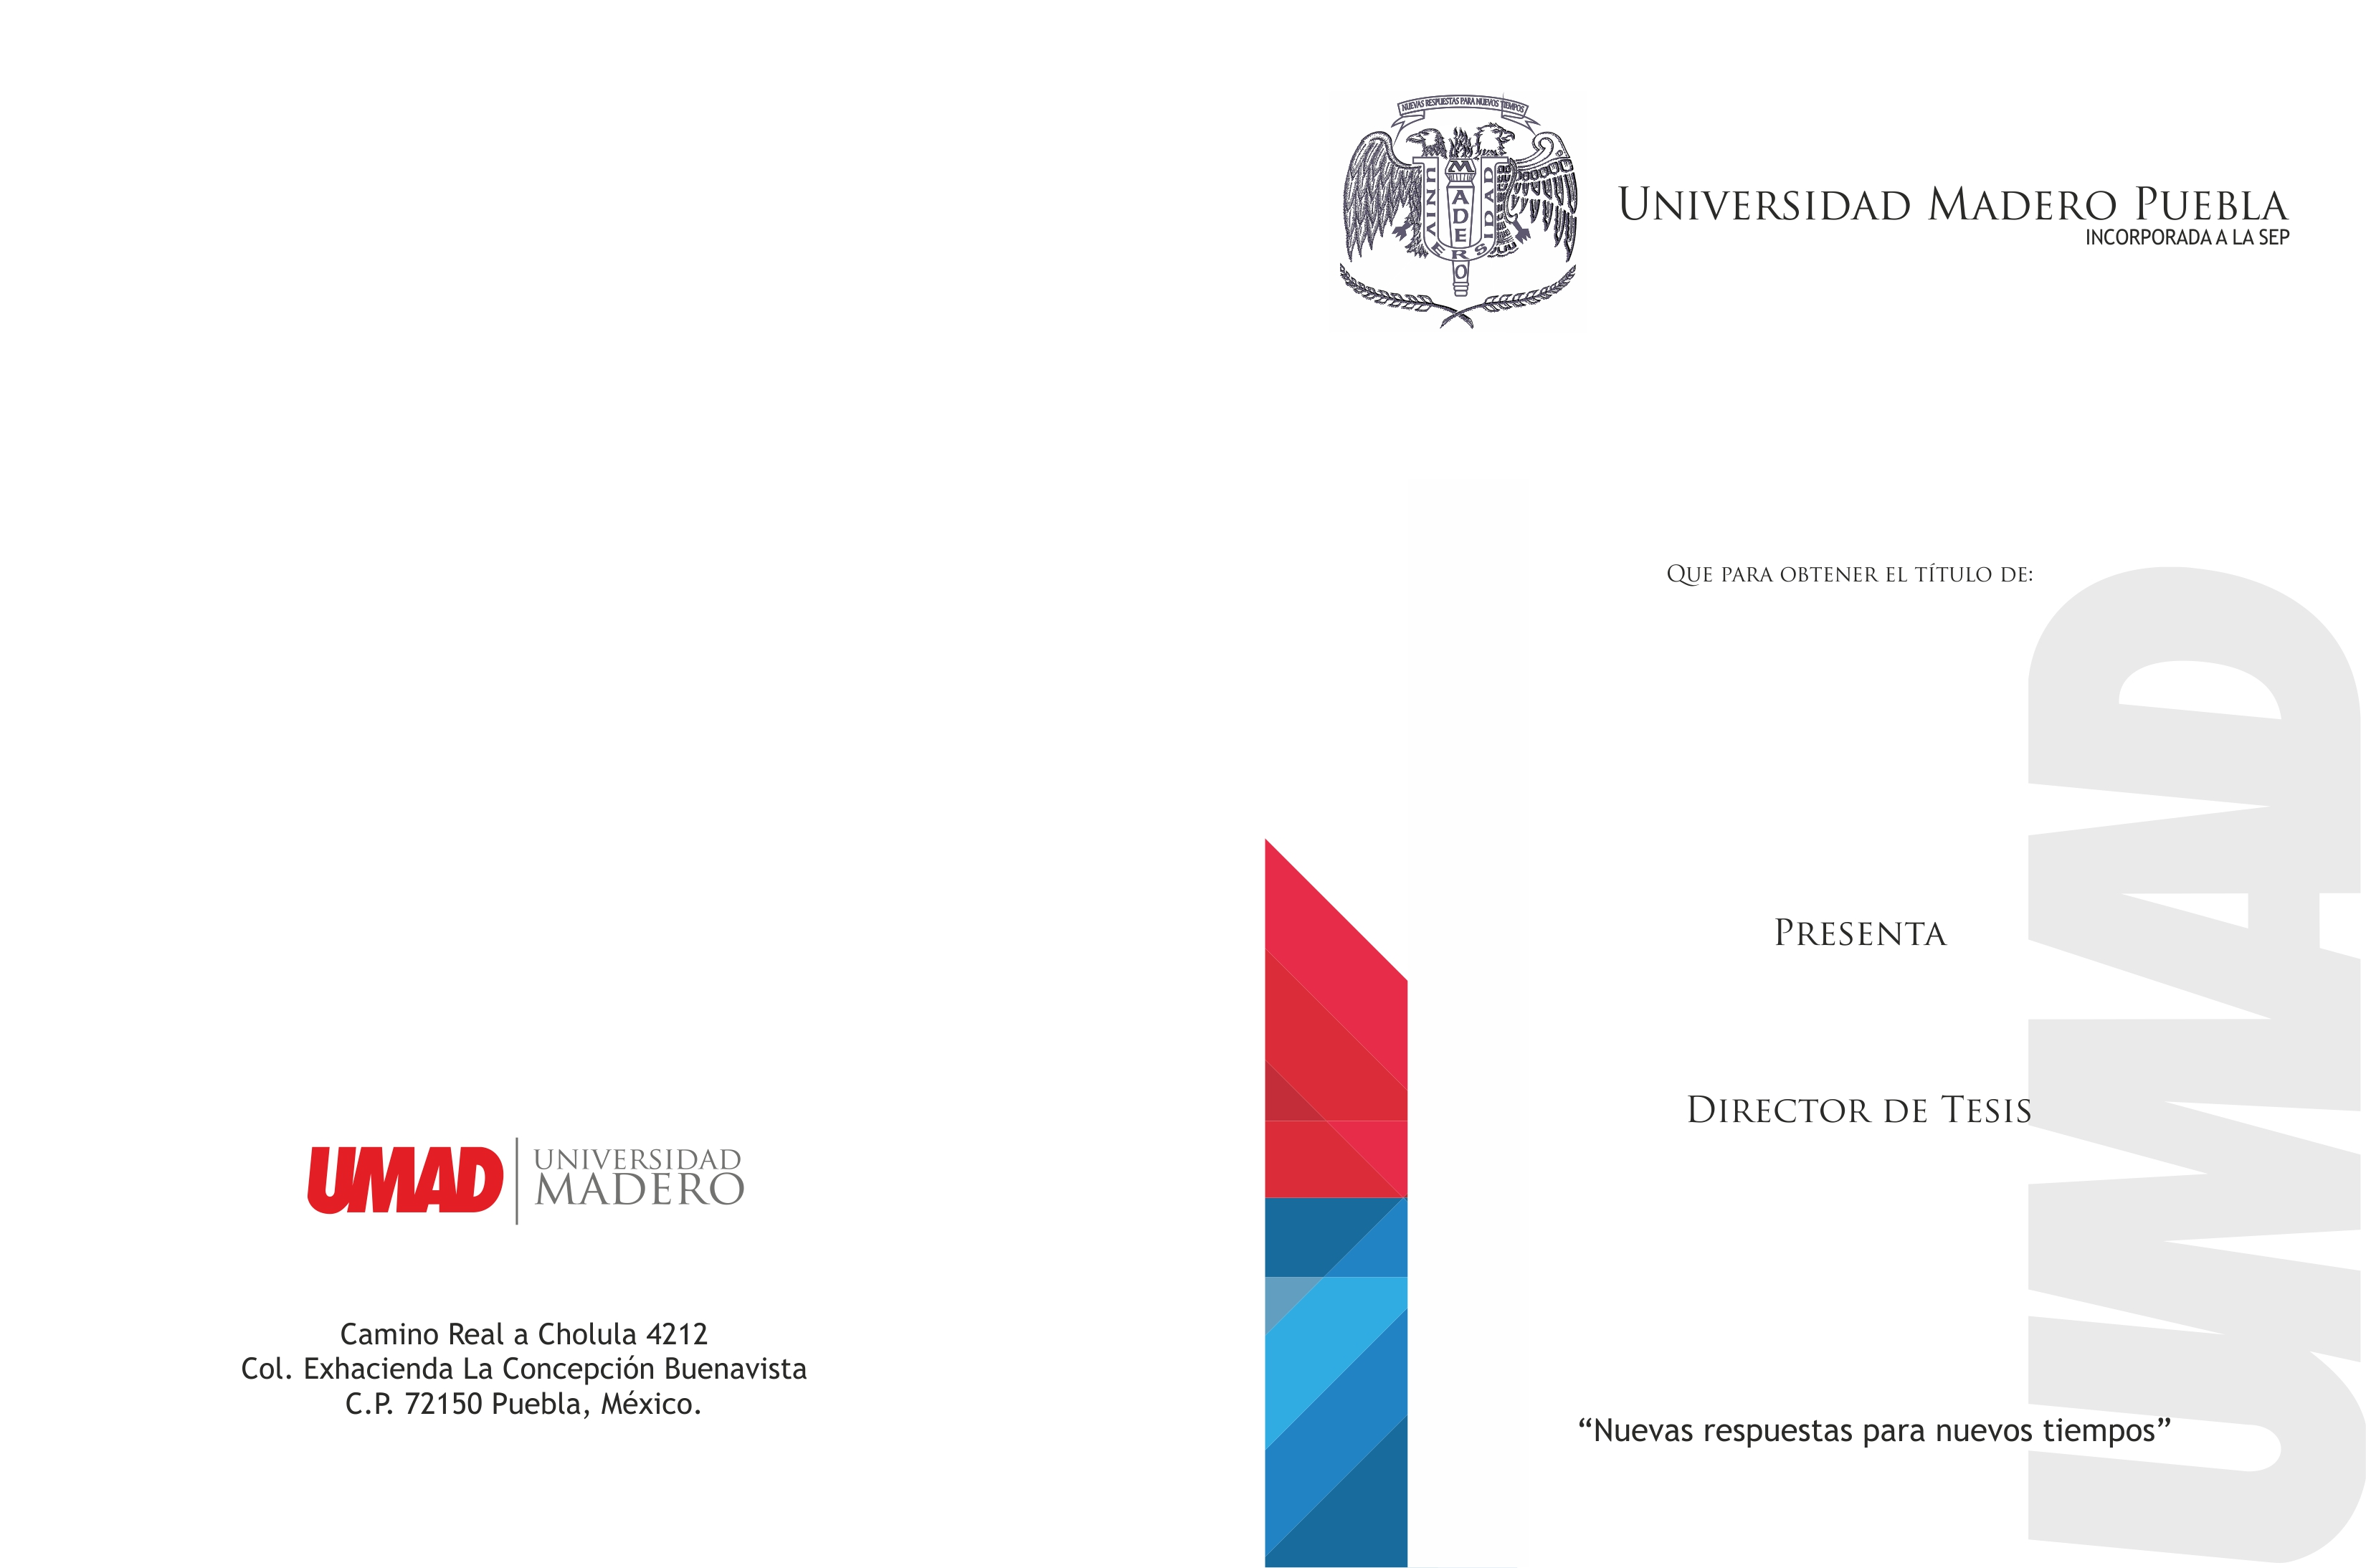 UMAD
UNIVERSIDAD
MADERO
Camino Real a Cholula 4212
Col. Exhacienda La Concepción Buenavista
C.P. 72150 Puebla, México.
NUEVAS RESPUESTAS PARA NUEVOS TIEMPOS
UNIVERSIDAD
MADERO
UNIVERSIDAD MADERO PUEBLA
INCORPORADA A LA SEP
QUE PARA OBTENER EL TÍTULO DE:
PRESENTA
DIRECTOR DE TESIS
“Nuevas respuestas para nuevos tiempos”
UMAD